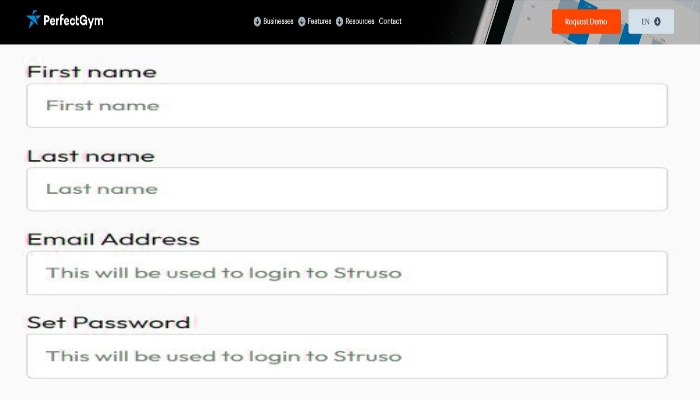 PerfectGym
Businesses Features Resources Contact
Request Demo
EN
First name
First name
Last name
Last name
Email Address
This will be used to login to Struso
Set Password
This will be used to login to Struso